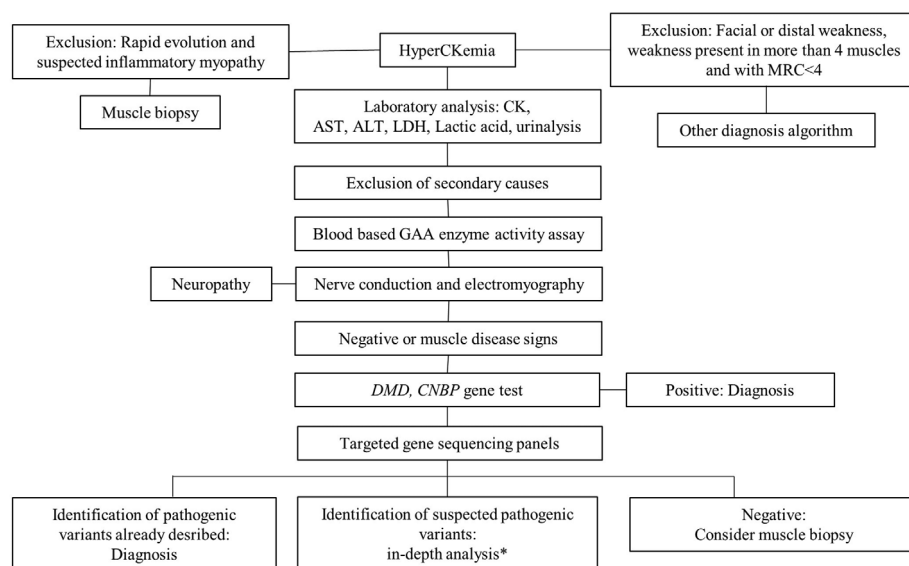 Exclusion: Rapid evolution and
suspected inflammatory myopathy
HyperCKemia
Exclusion: Facial or distal weakness,
weakness present in more than 4 muscles
and with MRC<4
Muscle biopsy
Laboratory analysis: CK,
AST, ALT, LDH, Lactic acid, urinalysis
Other diagnosis algorithm
Exclusion of secondary causes
Blood based GAA enzyme activity assay
Neuropathy
Nerve conduction and electromyography
Negative or muscle disease signs
DMD, CNBP gene test
Positive: Diagnosis
Targeted gene sequencing panels
Identification of pathogenic
variants already desribed:
Diagnosis
Identification of suspected pathogenic
variants:
in-depth analysis*
Negative:
Consider muscle biopsy